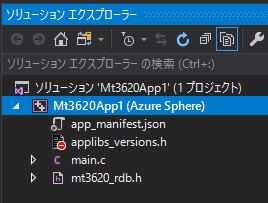 ソリューション エクスプローラー
ソリューション エクスプローラー の検索 (Ctrl+:)
ソリューション 'Mt3620App1' (1 プロジェクト)
Mt3620App1 (Azure Sphere)
app_manifest.json
applibs_versions.h
main.c
mt3620_rdb.h